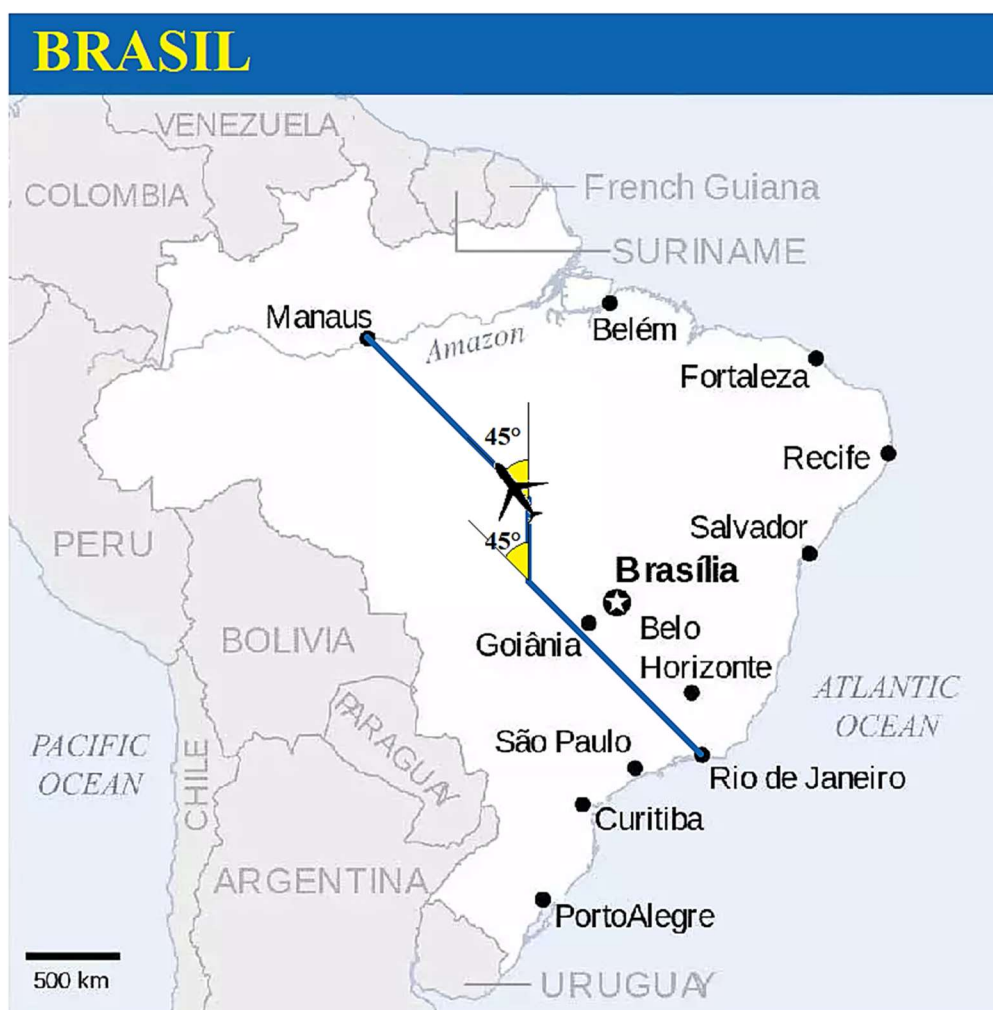 BRASIL
VENEZUELA
COLOMBIA
French Guiana
SURINAME
Manaus
Amazon
Belém
Fortaleza
45°
Recife
Salvador
45°
PERU
Brasília
BOLIVIA
Goiânia
Belo
Horizonte
ATLANTIC
OCEAN
PARAGUAY
PACIFIC
OCEAN
CHILE
São Paulo
Rio de Janeiro
Curitiba
ARGENTINA
PortoAlegre
500 km
URUGUAY